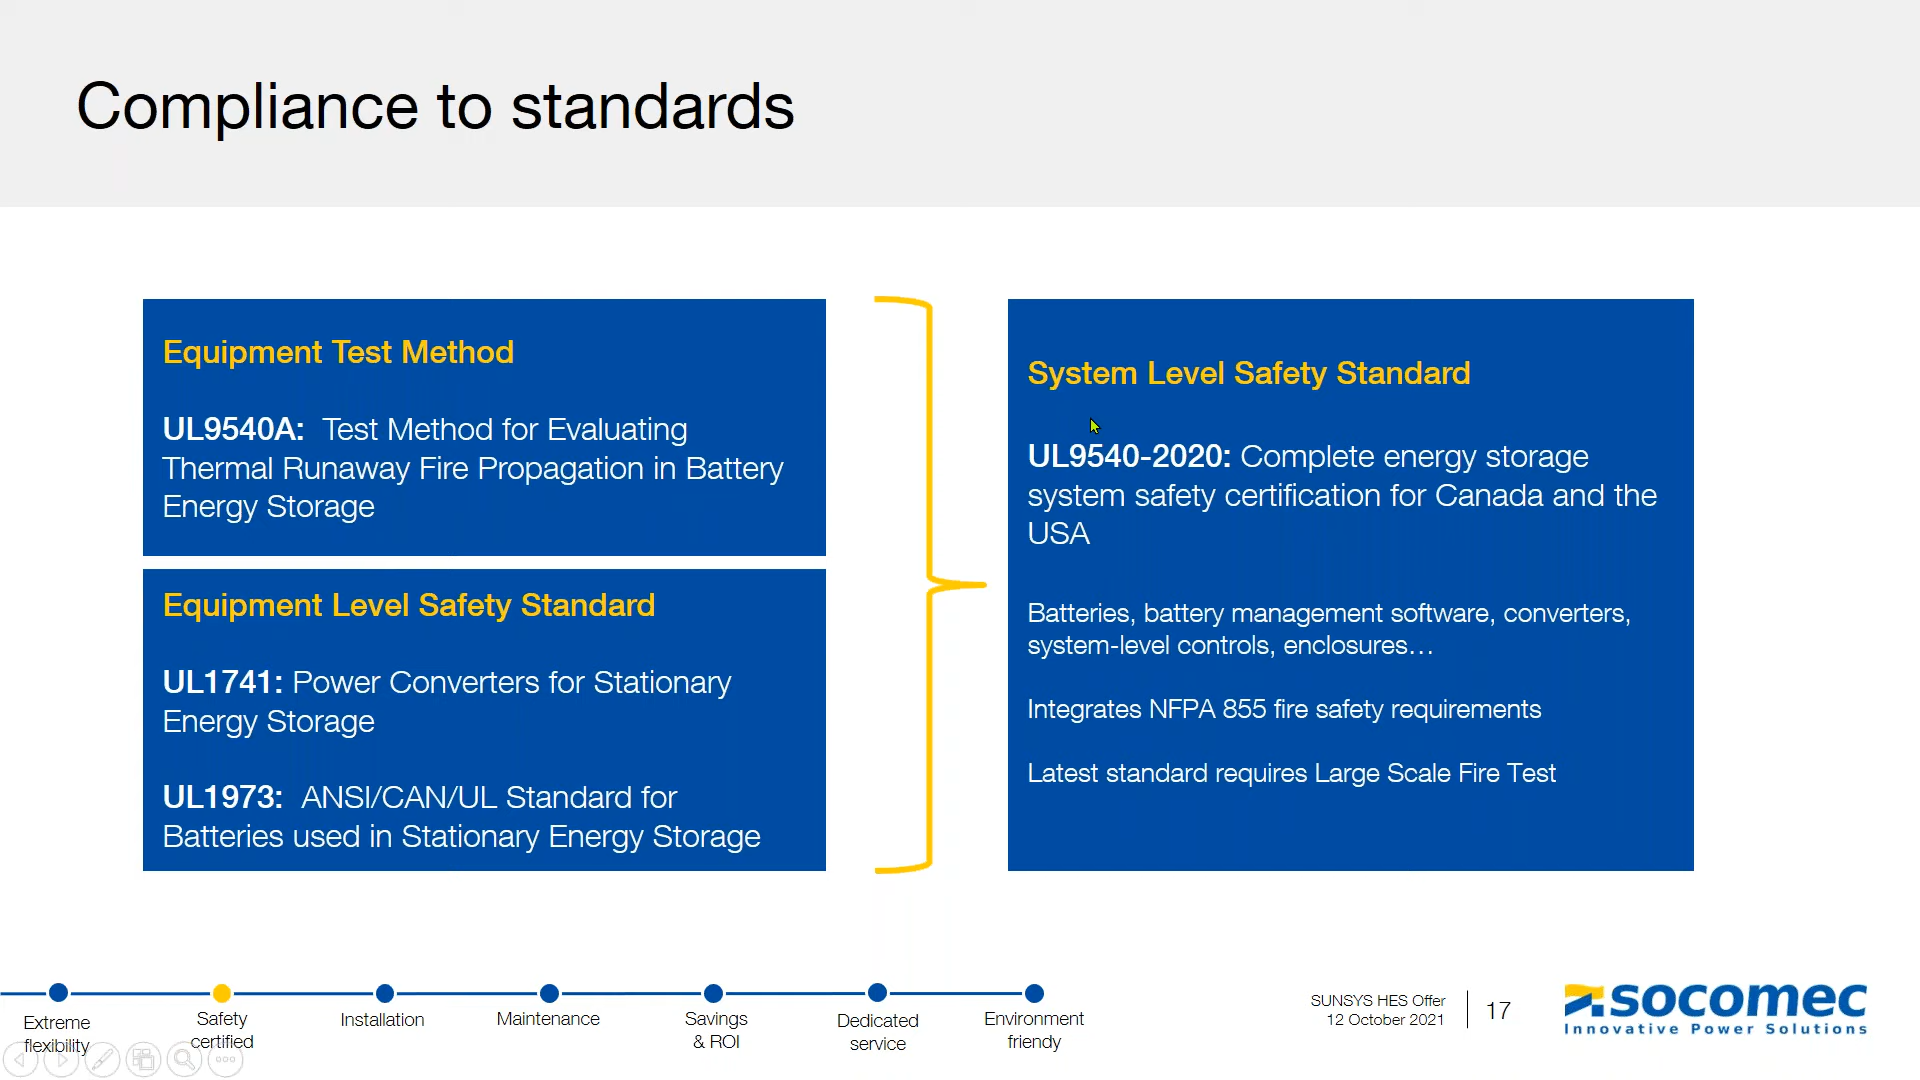 Compliance to standards
Equipment Test Method
UL9540A: Test Method for Evaluating
Thermal Runaway Fire Propagation in Battery
Energy Storage
Equipment Level Safety Standard
UL1741: Power Converters for Stationary
Energy Storage
UL1973: ANSI/CAN/UL Standard for
Batteries used in Stationary Energy Storage
System Level Safety Standard
UL9540-2020: Complete energy storage
system safety certification for Canada and the
USA
Batteries, battery management software, converters,
system-level controls, enclosures…
Integrates NFPA 855 fire safety requirements
Latest standard requires Large Scale Fire Test
Extreme
flexibility
Safety
certified
Installation
Maintenance
Savings
& ROI
Dedicated
service
Environment
friendy
SUNSYS HES Offer
12 October 2021
17
socomec
Innovative Power Solutions